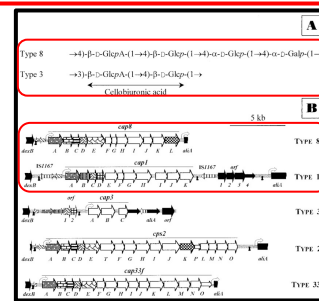 A
Type 8 →4)-β-D-GlcpA-(1→4)-β-D-Glcp-(1→4)-α-D-Glcp-(1→4)-α-D-Galp-(1→
Type 3 →3)-β-D-GlcpA-(1→4)-β-D-Glcp-(1→
Cellobiuronic acid
B
5 kb
cap8
TYPE 8
dexB A B C D E F G H I J K L aliA
IS1167 cap1 IS1167 orf
TYPE 1
dexB A B C D E F G H I J K 1 2 3 4 aliA
orf cap3
TYPE 3
dexB 1 2 A B C aliA orf
cps2
TYPE 2
dexB A B C D E T F G H I J K P L M N O aliA
cap33f
TYPE 33
dexB A B C D E F G H I J K L M N O aliA